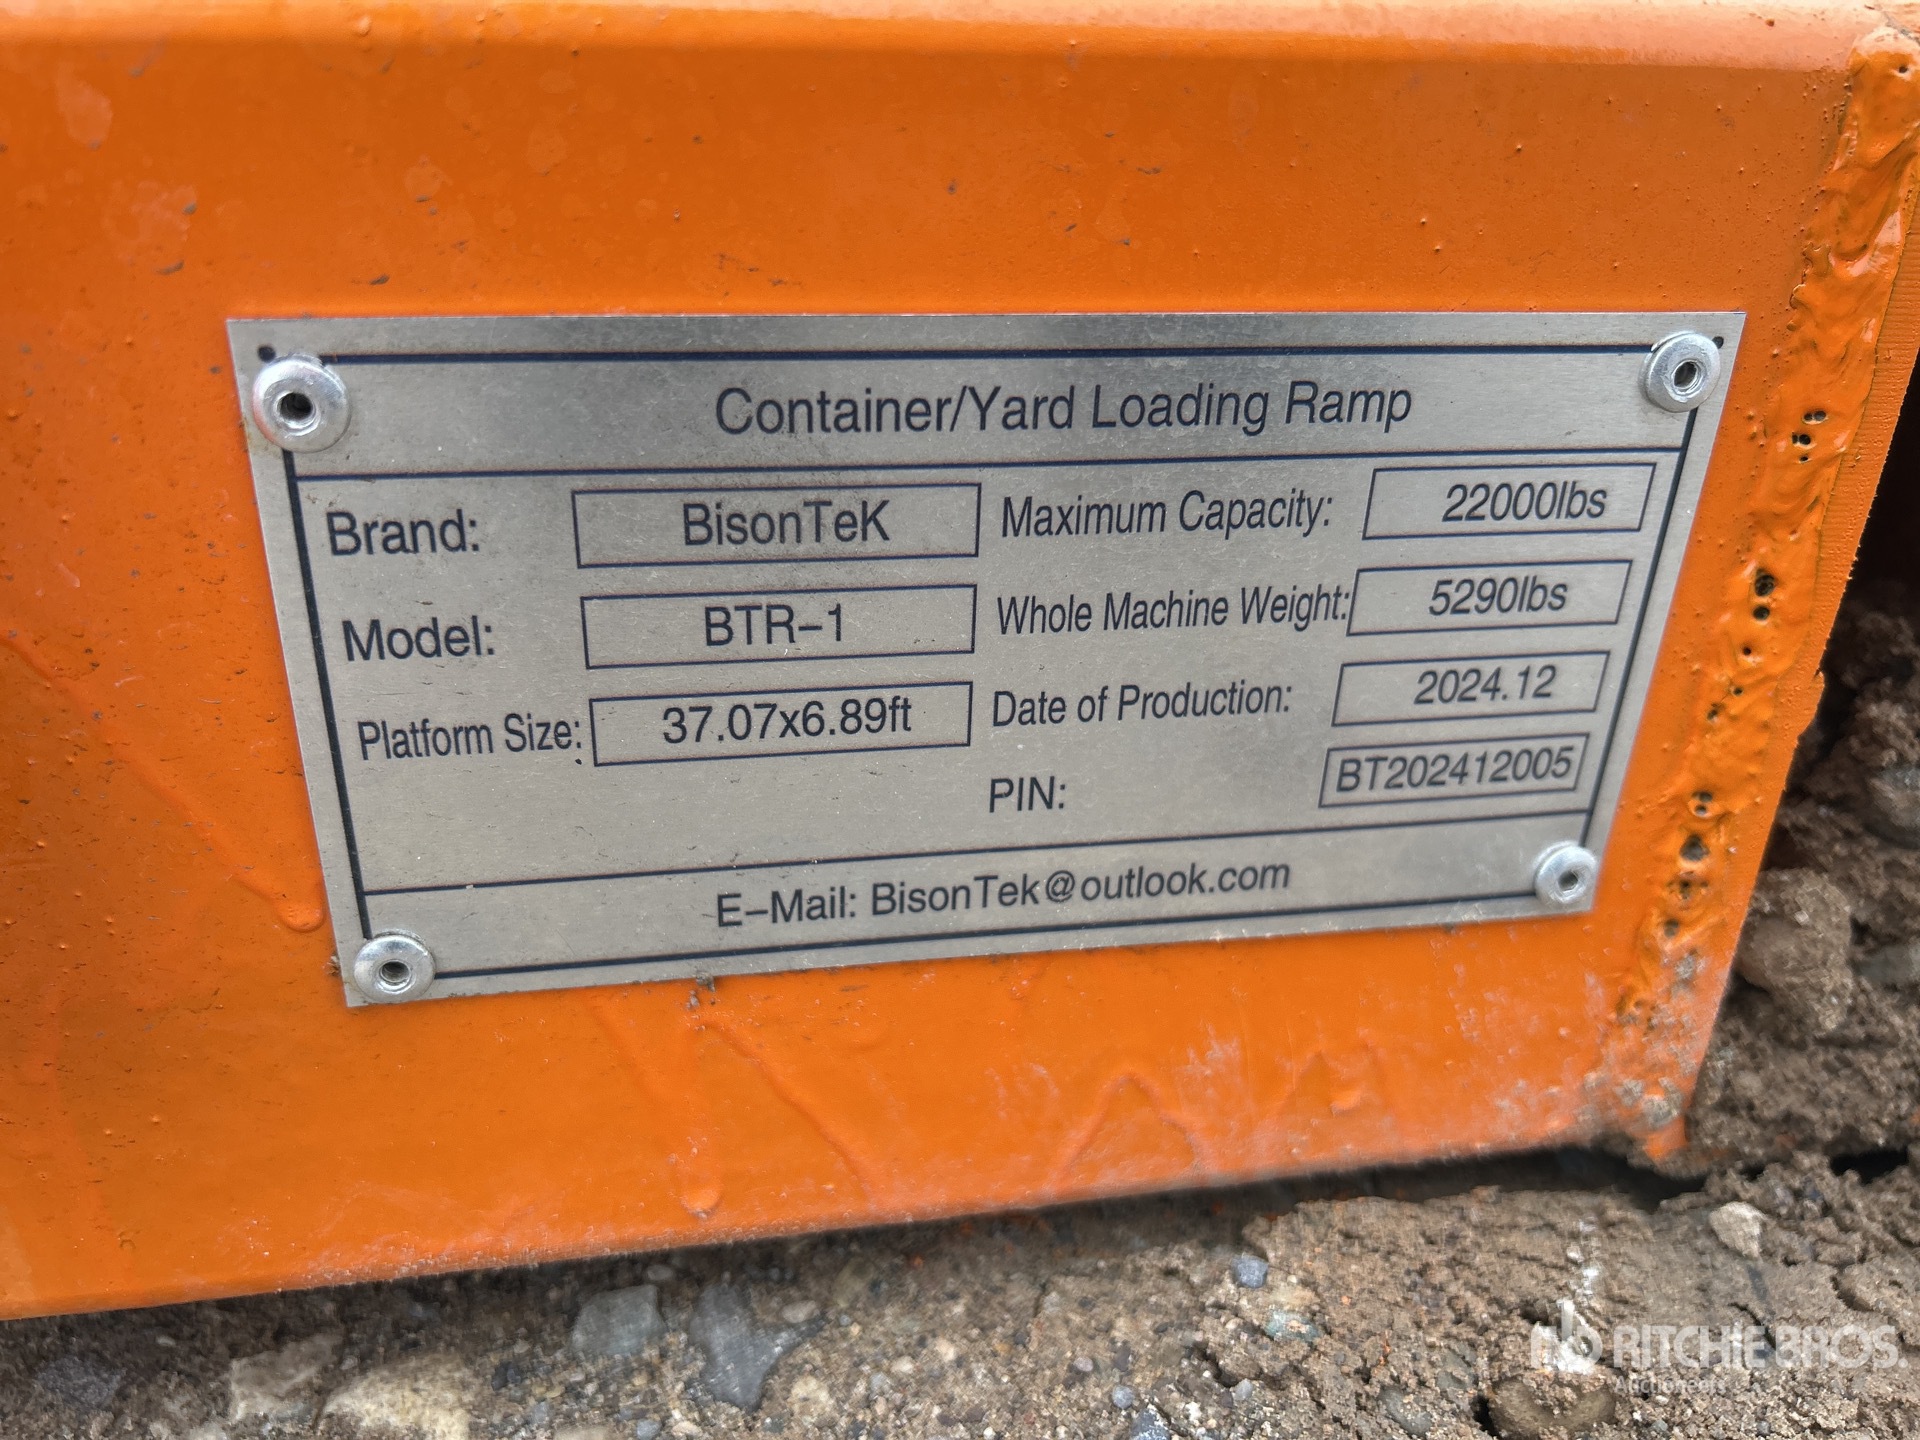 Container/Yard Loading Ramp
Brand: BisonTeK
Maximum Capacity: 22000lbs
Model: BTR-1
Whole Machine Weight: 5290lbs
Platform Size: 37.07x6.89ft
Date of Production: 2024.12
PIN: BT202412005
E-Mail: BisonTek@outlook.com
rb RITCHIE BROS.
Auctioneers